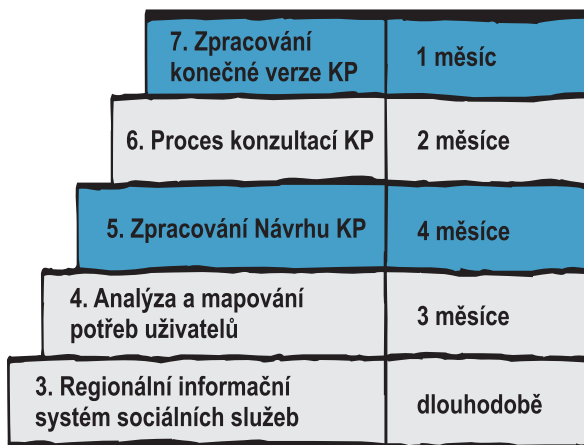 7. Zpracování
konečné verze KP
1 měsíc
6. Proces konzultací KP
2 měsíce
5. Zpracování Návrhu KP
4 měsíce
4. Analýza a mapování
potřeb uživatelů
3 měsíce
3. Regionální informační
systém sociálních služeb
dlouhodobě